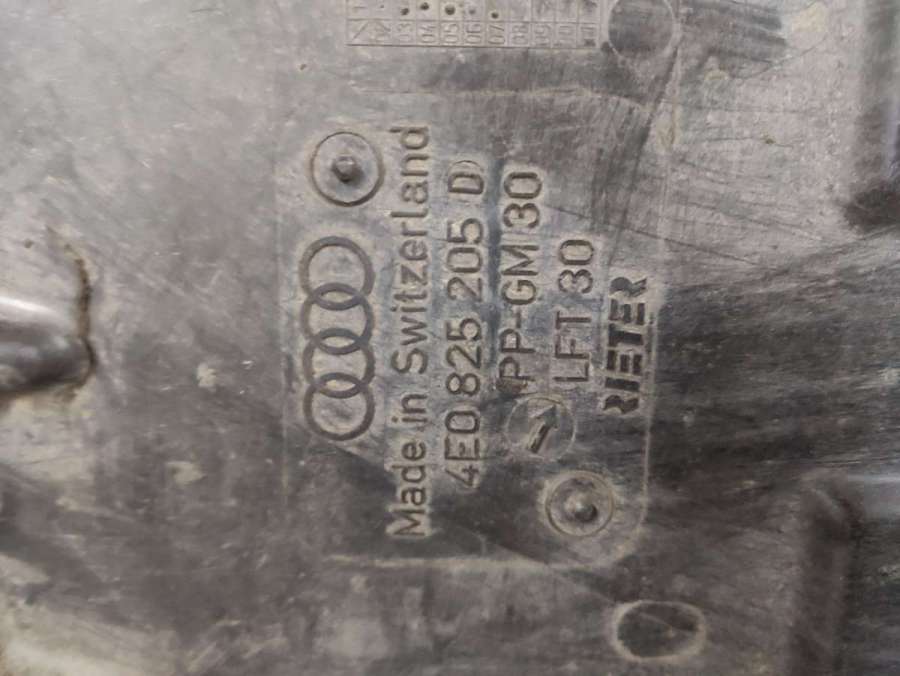 Made in Switzerland
4E0 825 205 D
PP-GM 30
LFT 30
RIETER